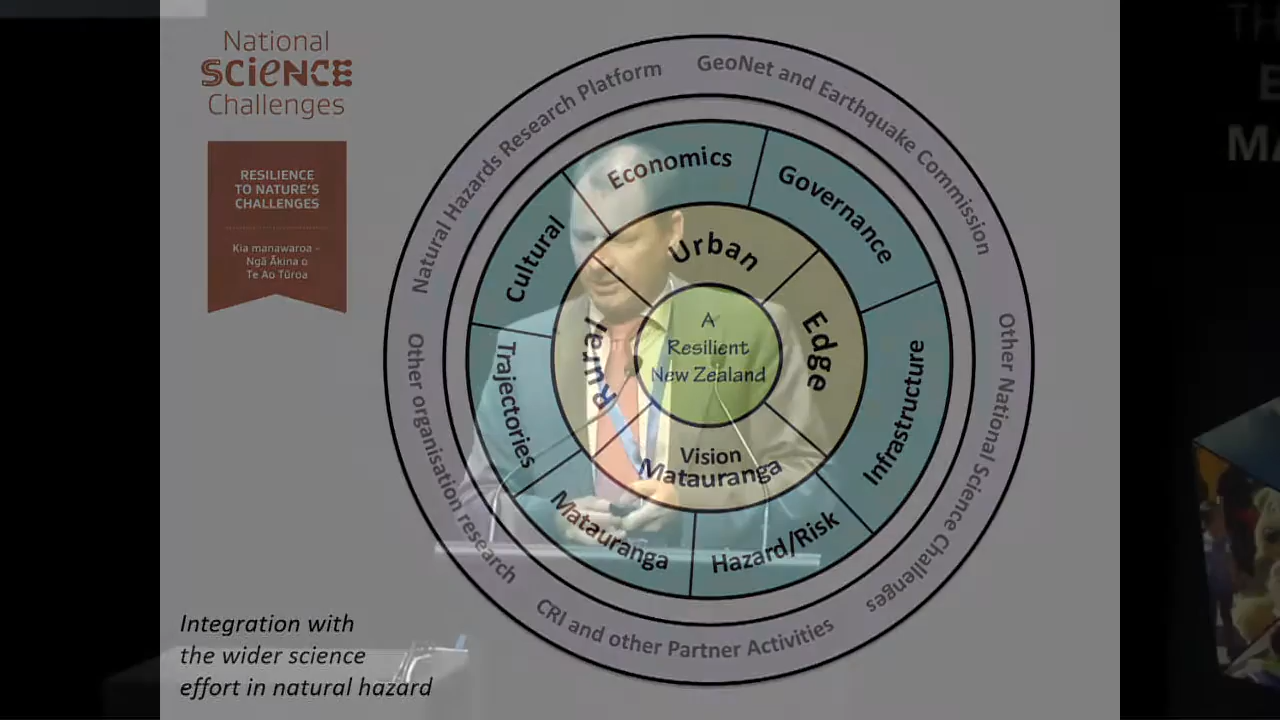 National
SCIENCE
Challenges
RESILIENCE
TO NATURE'S
CHALLENGES
Kia manawaroa –
Ngā Ākina o
Te Ao Tūroa
Natural Hazards Research Platform
GeoNet and Earthquake Commission
Other National Science Challenges
CRI and other Partner Activities
Other organisation research
Economics
Governance
Infrastructure
Hazard/Risk
Matauranga
Trajectories
Cultural
Urban
Edge
Vision
Matauranga
Rural
A
Resilient
New Zealand
Integration with
the wider science
effort in natural hazard